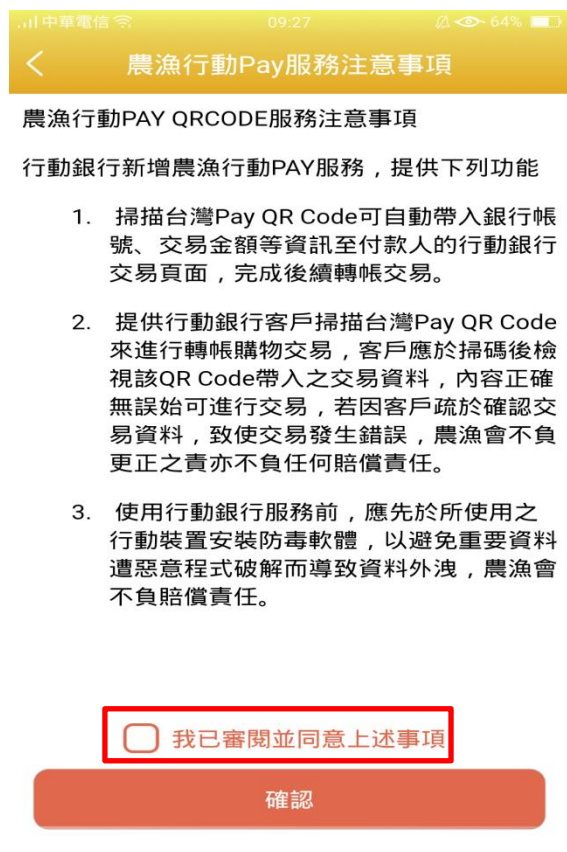 中華電信 09:27 64%
農漁行動Pay服務注意事項
農漁行動PAY QRCODE服務注意事項
行動銀行新增農漁行動PAY服務，提供下列功能
1. 掃描台灣Pay QR Code可自動帶入銀行帳
號、交易金額等資訊至付款人的行動銀行
交易頁面，完成後續轉帳交易。
2. 提供行動銀行客戶掃描台灣Pay QR Code
來進行轉帳購物交易，客戶應於掃碼後檢
視該QR Code帶入之交易資料，內容正確
無誤始可進行交易，若因客戶疏於確認交
易資料，致使交易發生錯誤，農漁會不負
更正之責亦不負任何賠償責任。
3. 使用行動銀行服務前，應先於所使用之
行動裝置安裝防毒軟體，以避免重要資料
遭惡意程式破解而導致資料外洩，農漁會
不負賠償責任。
我已審閱並同意上述事項
確認